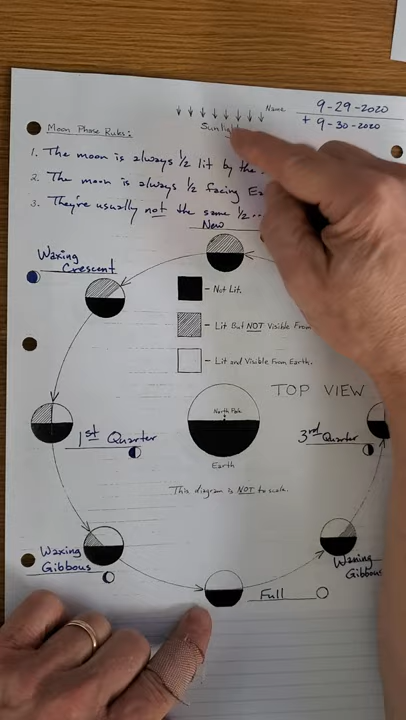 Name 9-29-2020
+ 9-30-2020
Sunligh
Moon Phase Rules:
1. The moon is always 1/2 lit by the
2. The moon is always 1/2 facing Ea
3. They're usually not the same 1/2...
New
Waxing
Crescent
- Not Lit.
- Lit But NOT Visible From
- Lit and Visible From Earth.
TOP VIEW
North Pole
1st Quarter
3rd Quarter
Earth
This diagram is NOT to scale.
Waxing
Gibbous
Waning
Gibbous
Full